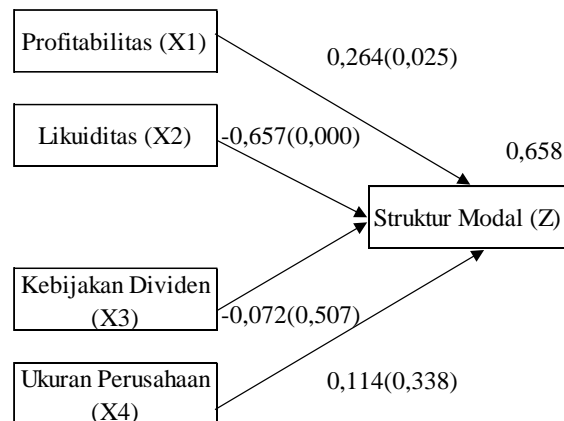 Profitabilitas (X1)
0,264(0,025)
Likuiditas (X2)
-0,657(0,000)
0,658
Struktur Modal (Z)
Kebijakan Dividen
(X3)
-0,072(0,507)
Ukuran Perusahaan
(X4)
0,114(0,338)